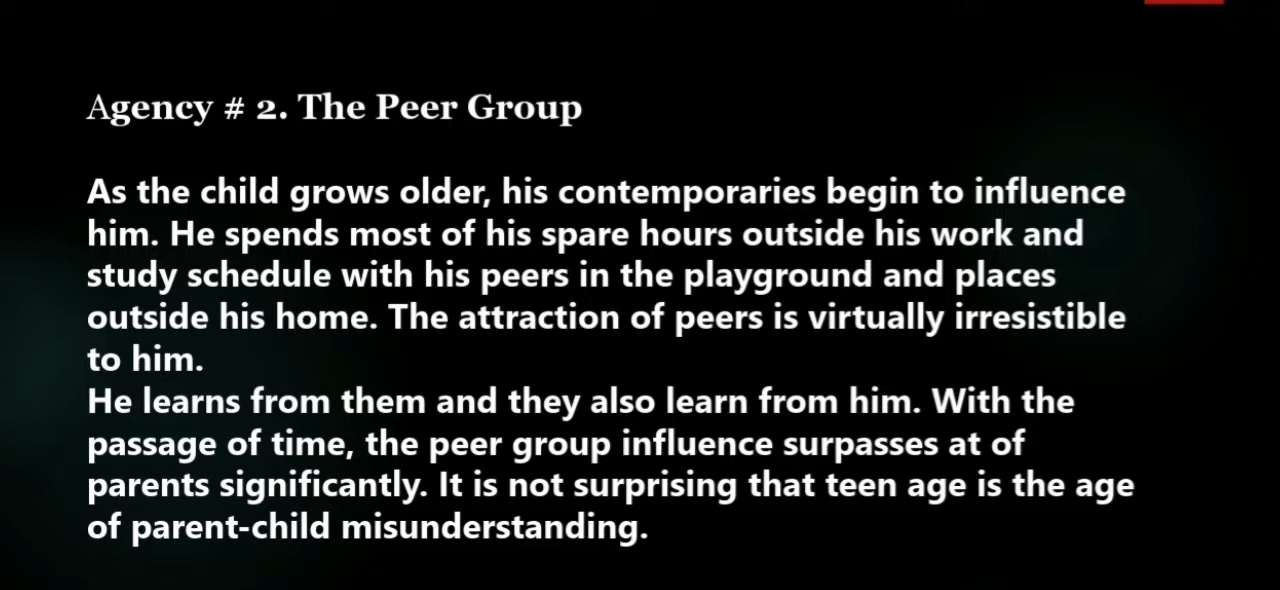 Agency # 2. The Peer Group
As the child grows older, his contemporaries begin to influence
him. He spends most of his spare hours outside his work and
study schedule with his peers in the playground and places
outside his home. The attraction of peers is virtually irresistible
to him.
He learns from them and they also learn from him. With the
passage of time, the peer group influence surpasses at of
parents significantly. It is not surprising that teen age is the age
of parent-child misunderstanding.